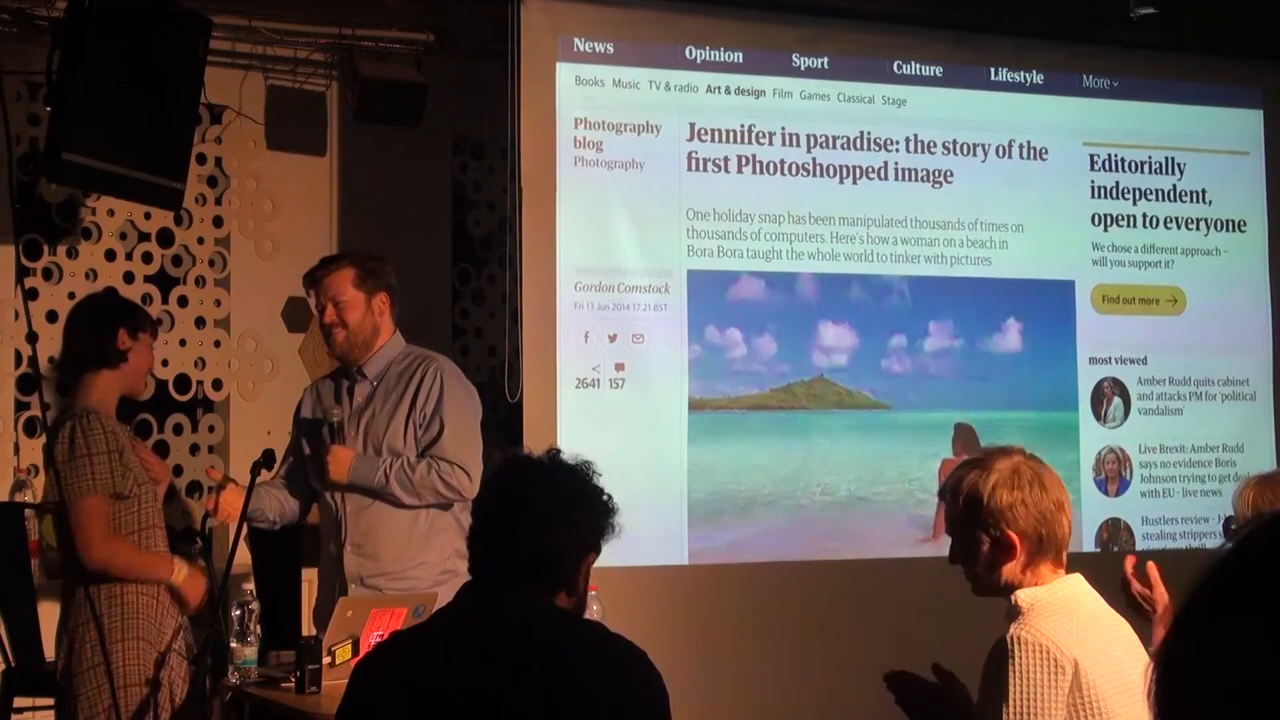 News Opinion Sport Culture Lifestyle More
Books Music TV & radio Art & design Film Games Classical Stage
Photography
blog
Photography
Jennifer in paradise: the story of the
first Photoshopped image
One holiday snap has been manipulated thousands of times on
thousands of computers. Here's how a woman on a beach in
Bora Bora taught the whole world to tinker with pictures
Gordon Comstock
Fri 13 Jun 2014 17.21 BST
2641 157
Editorially
independent,
open to everyone
We chose a different approach –
will you support it?
Find out more →
most viewed
Amber Rudd quits cabinet
and attacks PM for 'political
vandalism'
Live Brexit: Amber Rudd
says no evidence Boris
Johnson trying to get
with EU - live news
Hustlers review -
stealing strippers